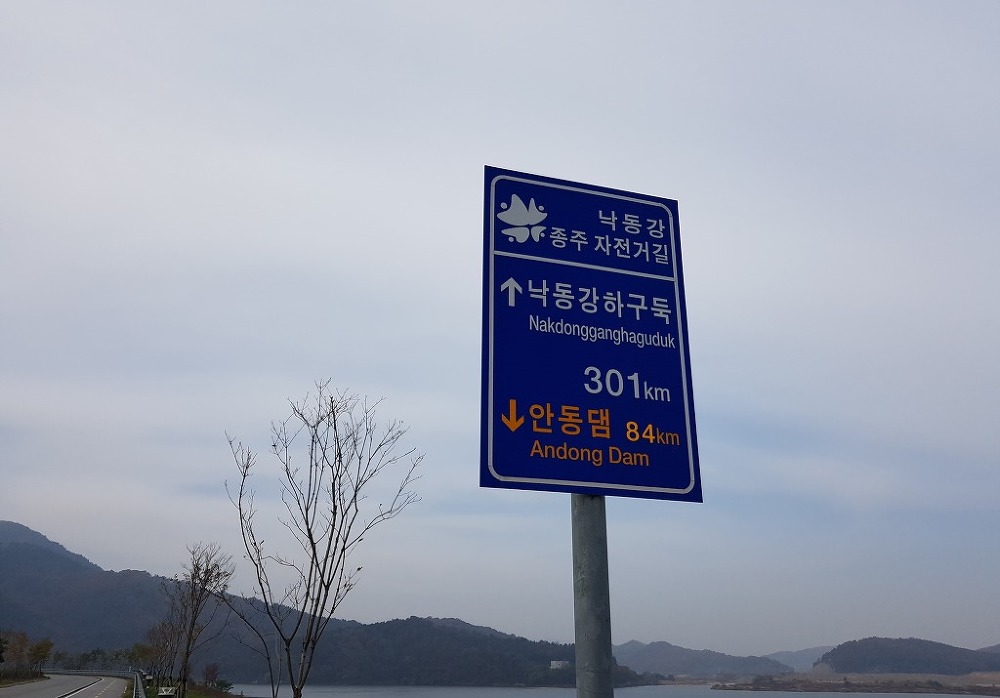 낙동강
종주 자전거길
↑낙동강하구둑
Nakdongganghaguduk
301km
↓안동댐 84km
Andong Dam